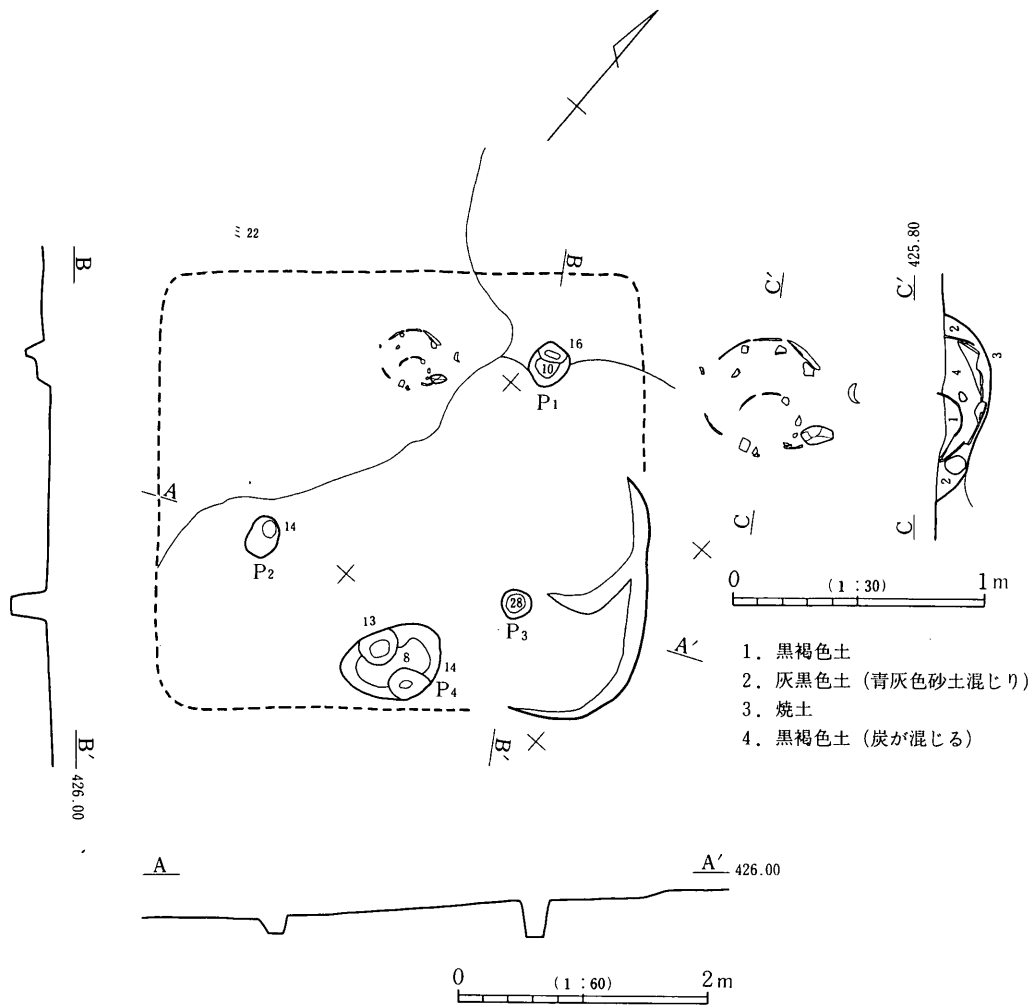 ミ 22
B
B
C′
C′ 425.80
16
10
P1
2
3
4
1
2
A
14
P2
C
C
0 (1 : 30) 1 m
28
P3
13
8
14
P4
A′
1. 黒褐色土
2. 灰黒色土 (青灰色砂土混じり)
3. 焼土
4. 黒褐色土 (炭が混じる)
B′ 426.00
B′
A
A′ 426.00
0 (1 : 60) 2 m